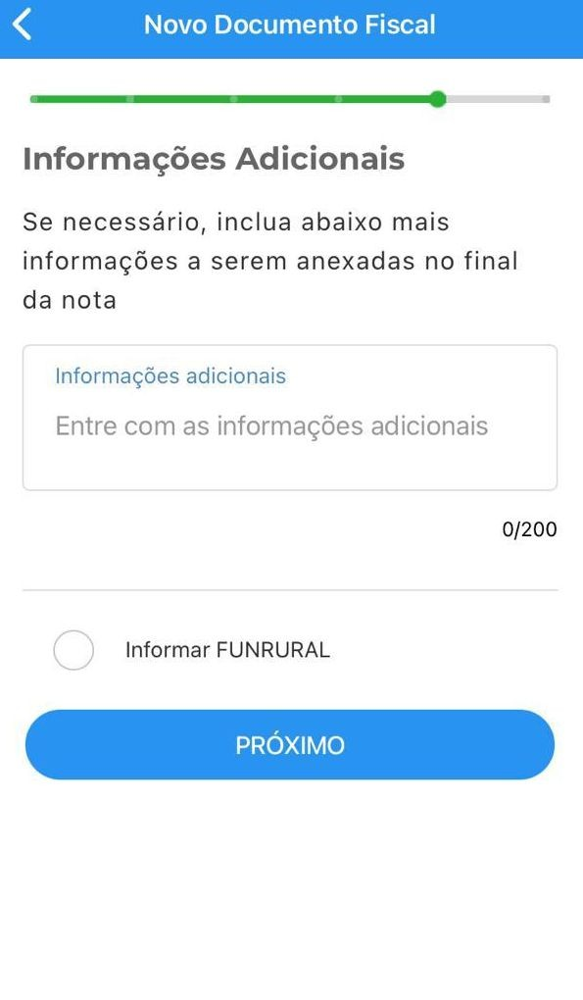 Novo Documento Fiscal
Informações Adicionais
Se necessário, inclua abaixo mais
informações a serem anexadas no final
da nota
Informações adicionais
Entre com as informações adicionais
0/200
Informar FUNRURAL
PRÓXIMO